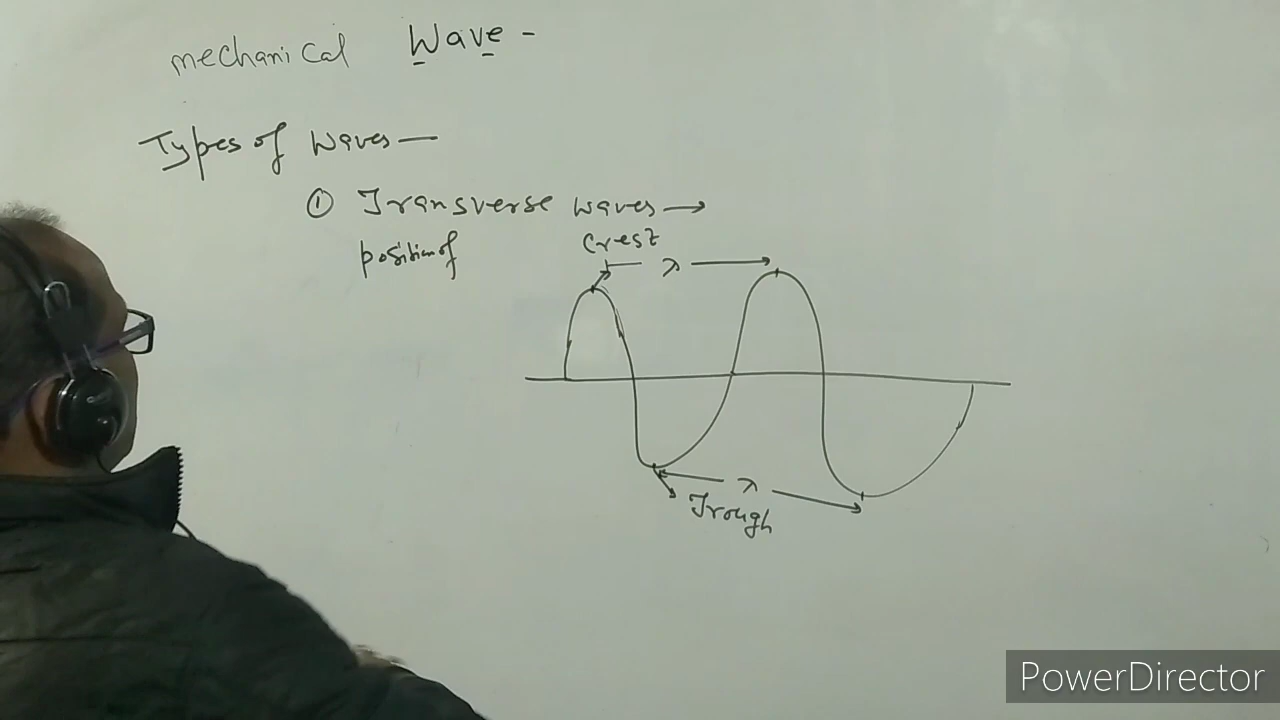 mechanical Wave -
Types of Waves —
① Transverse waves →
position of
Crest
λ
λ
Trough
PowerDirector